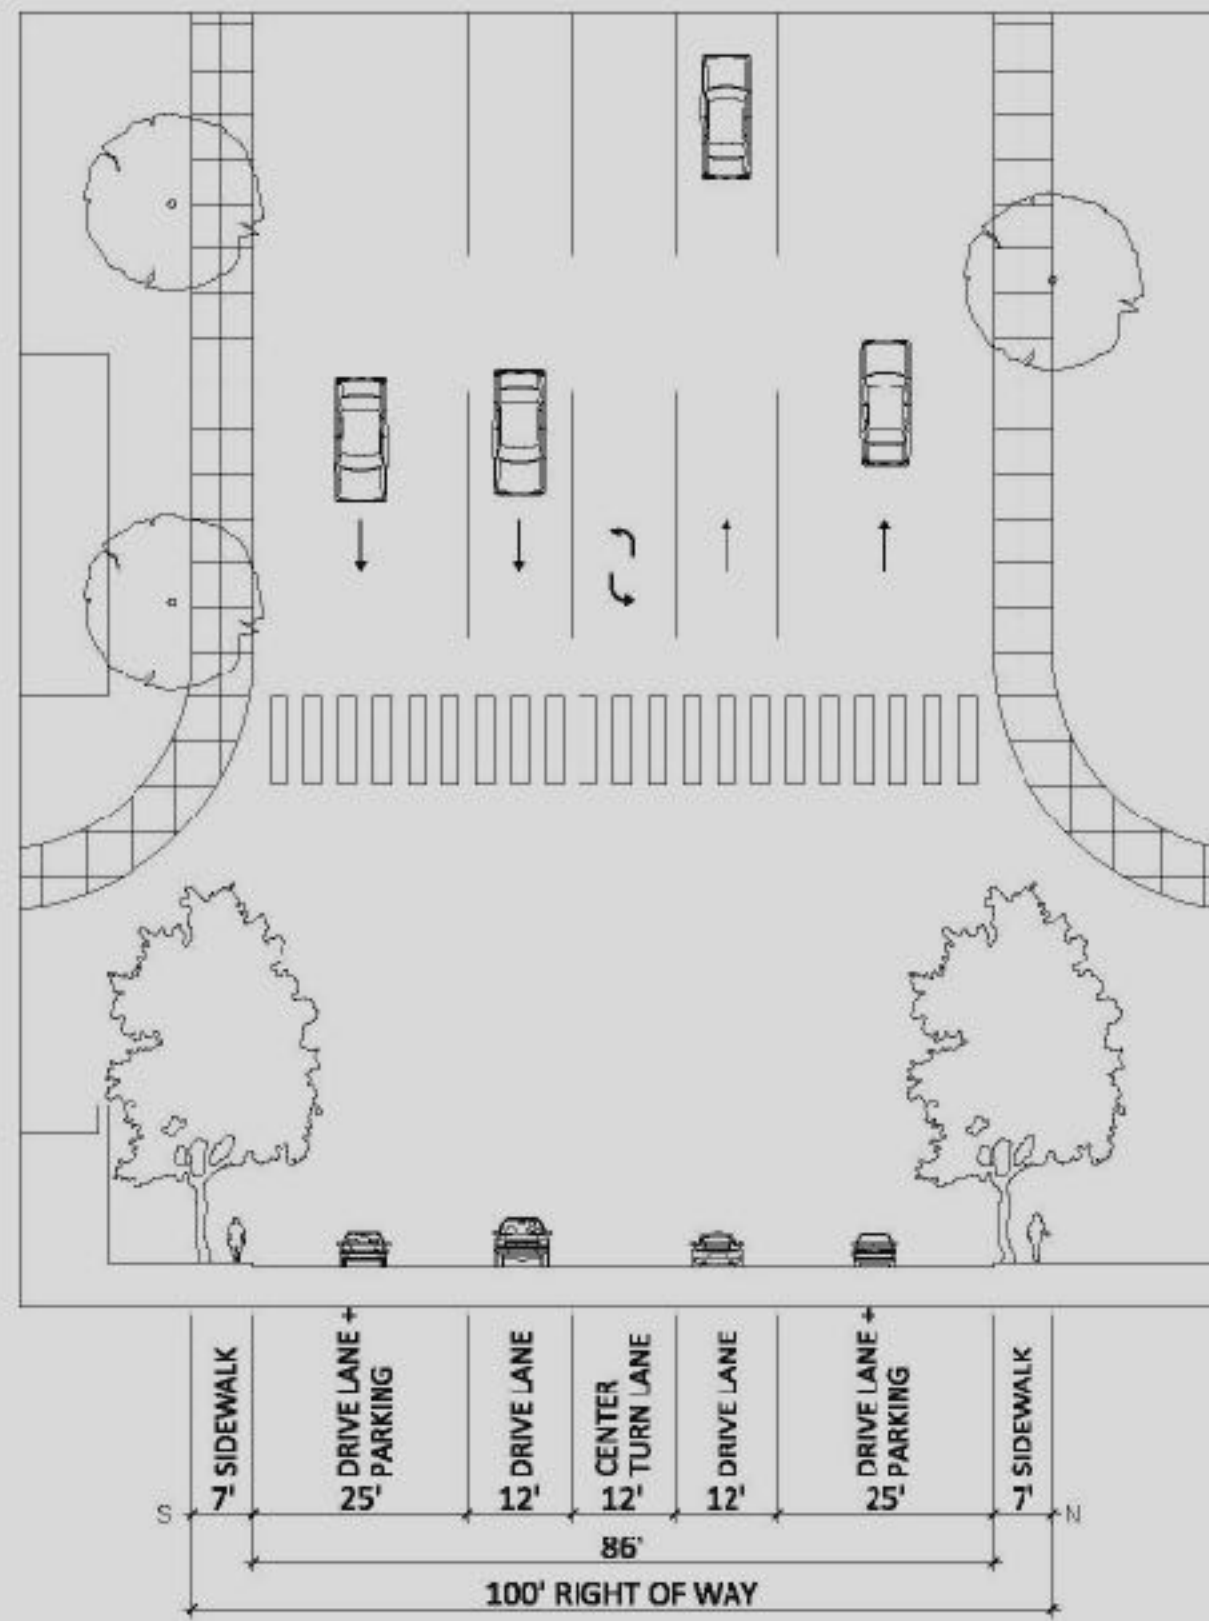 7' SIDEWALK
DRIVE LANE +
PARKING
25'
12' DRIVE LANE
CENTER
TURN LANE
12'
12' DRIVE LANE
DRIVE LANE +
PARKING
25'
7' SIDEWALK
S
N
86'
100' RIGHT OF WAY